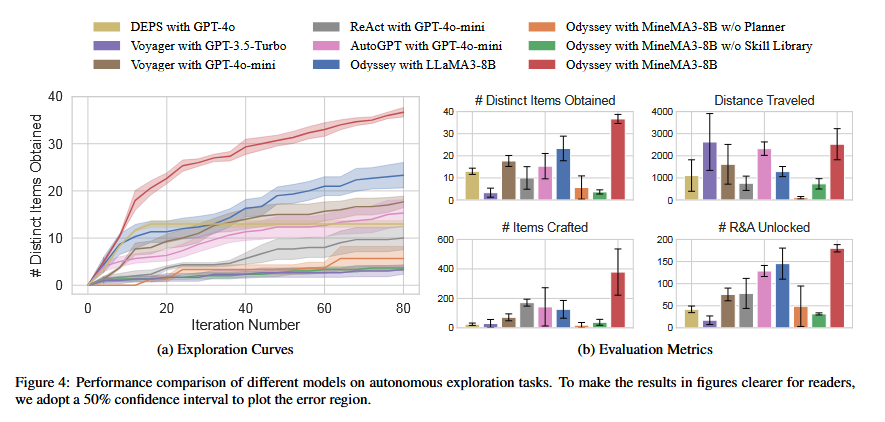 DEPS with GPT-4o
Voyager with GPT-3.5-Turbo
Voyager with GPT-4o-mini
ReAct with GPT-4o-mini
AutoGPT with GPT-4o-mini
Odyssey with LLaMA3-8B
Odyssey with MineMA3-8B w/o Planner
Odyssey with MineMA3-8B w/o Skill Library
Odyssey with MineMA3-8B
# Distinct Items Obtained
40
30
20
10
0
0 20 40 60 80
Iteration Number
(a) Exploration Curves
# Distinct Items Obtained
40
30
20
10
0
Distance Traveled
4000
3000
2000
1000
0
# Items Crafted
600
400
200
0
# R&A Unlocked
200
150
100
50
0
(b) Evaluation Metrics
Figure 4: Performance comparison of different models on autonomous exploration tasks. To make the results in figures clearer for readers,
we adopt a 50% confidence interval to plot the error region.